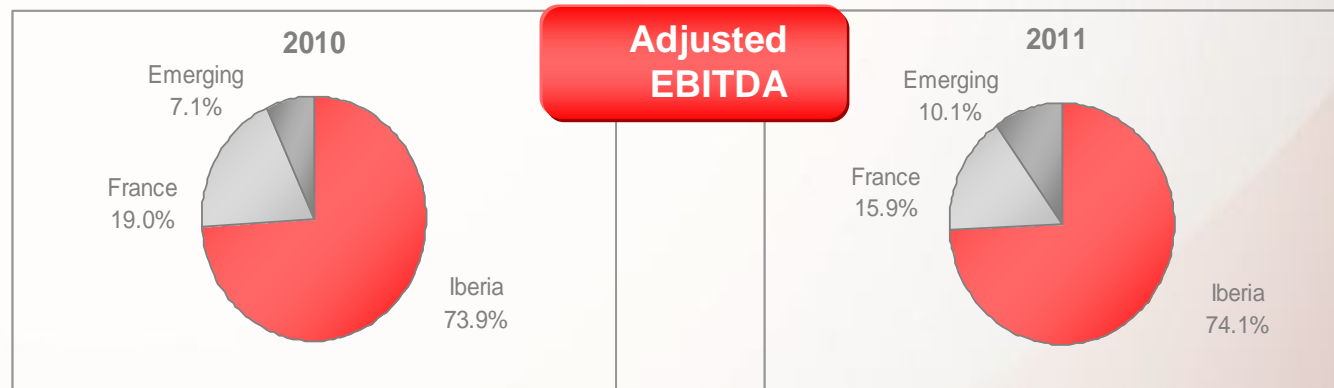 2010
Emerging
7.1%
France
19.0%
Iberia
73.9%
Adjusted
EBITDA
2011
Emerging
10.1%
France
15.9%
Iberia
74.1%